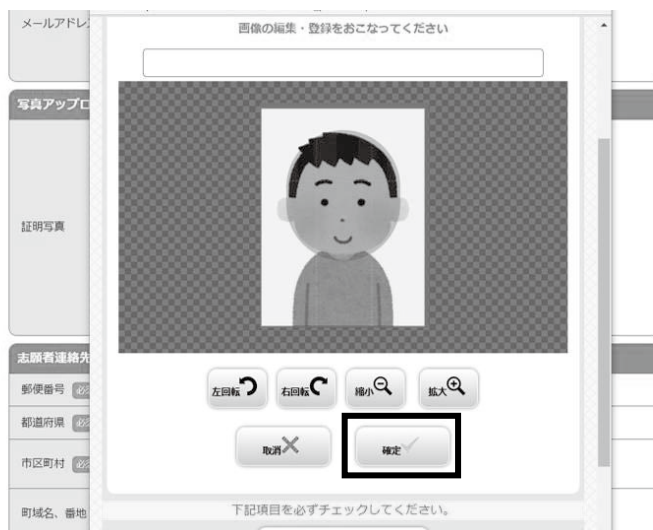 メールアドレ
画像の編集・登録をおこなってください
写真アップロ
証明写真
左回転 右回転 縮小 拡大
志願者連絡先
郵便番号
都道府県
取消 確定
市区町村
町域名、番地
下記項目を必ずチェックしてください。